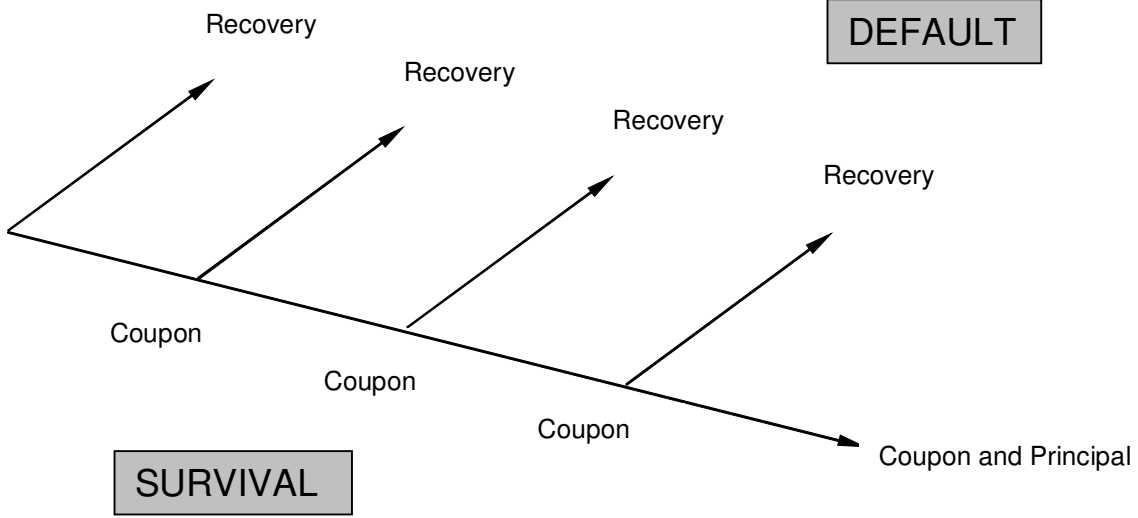 Recovery
DEFAULT
Recovery
Recovery
Recovery
Coupon
Coupon
Coupon
Coupon and Principal
SURVIVAL